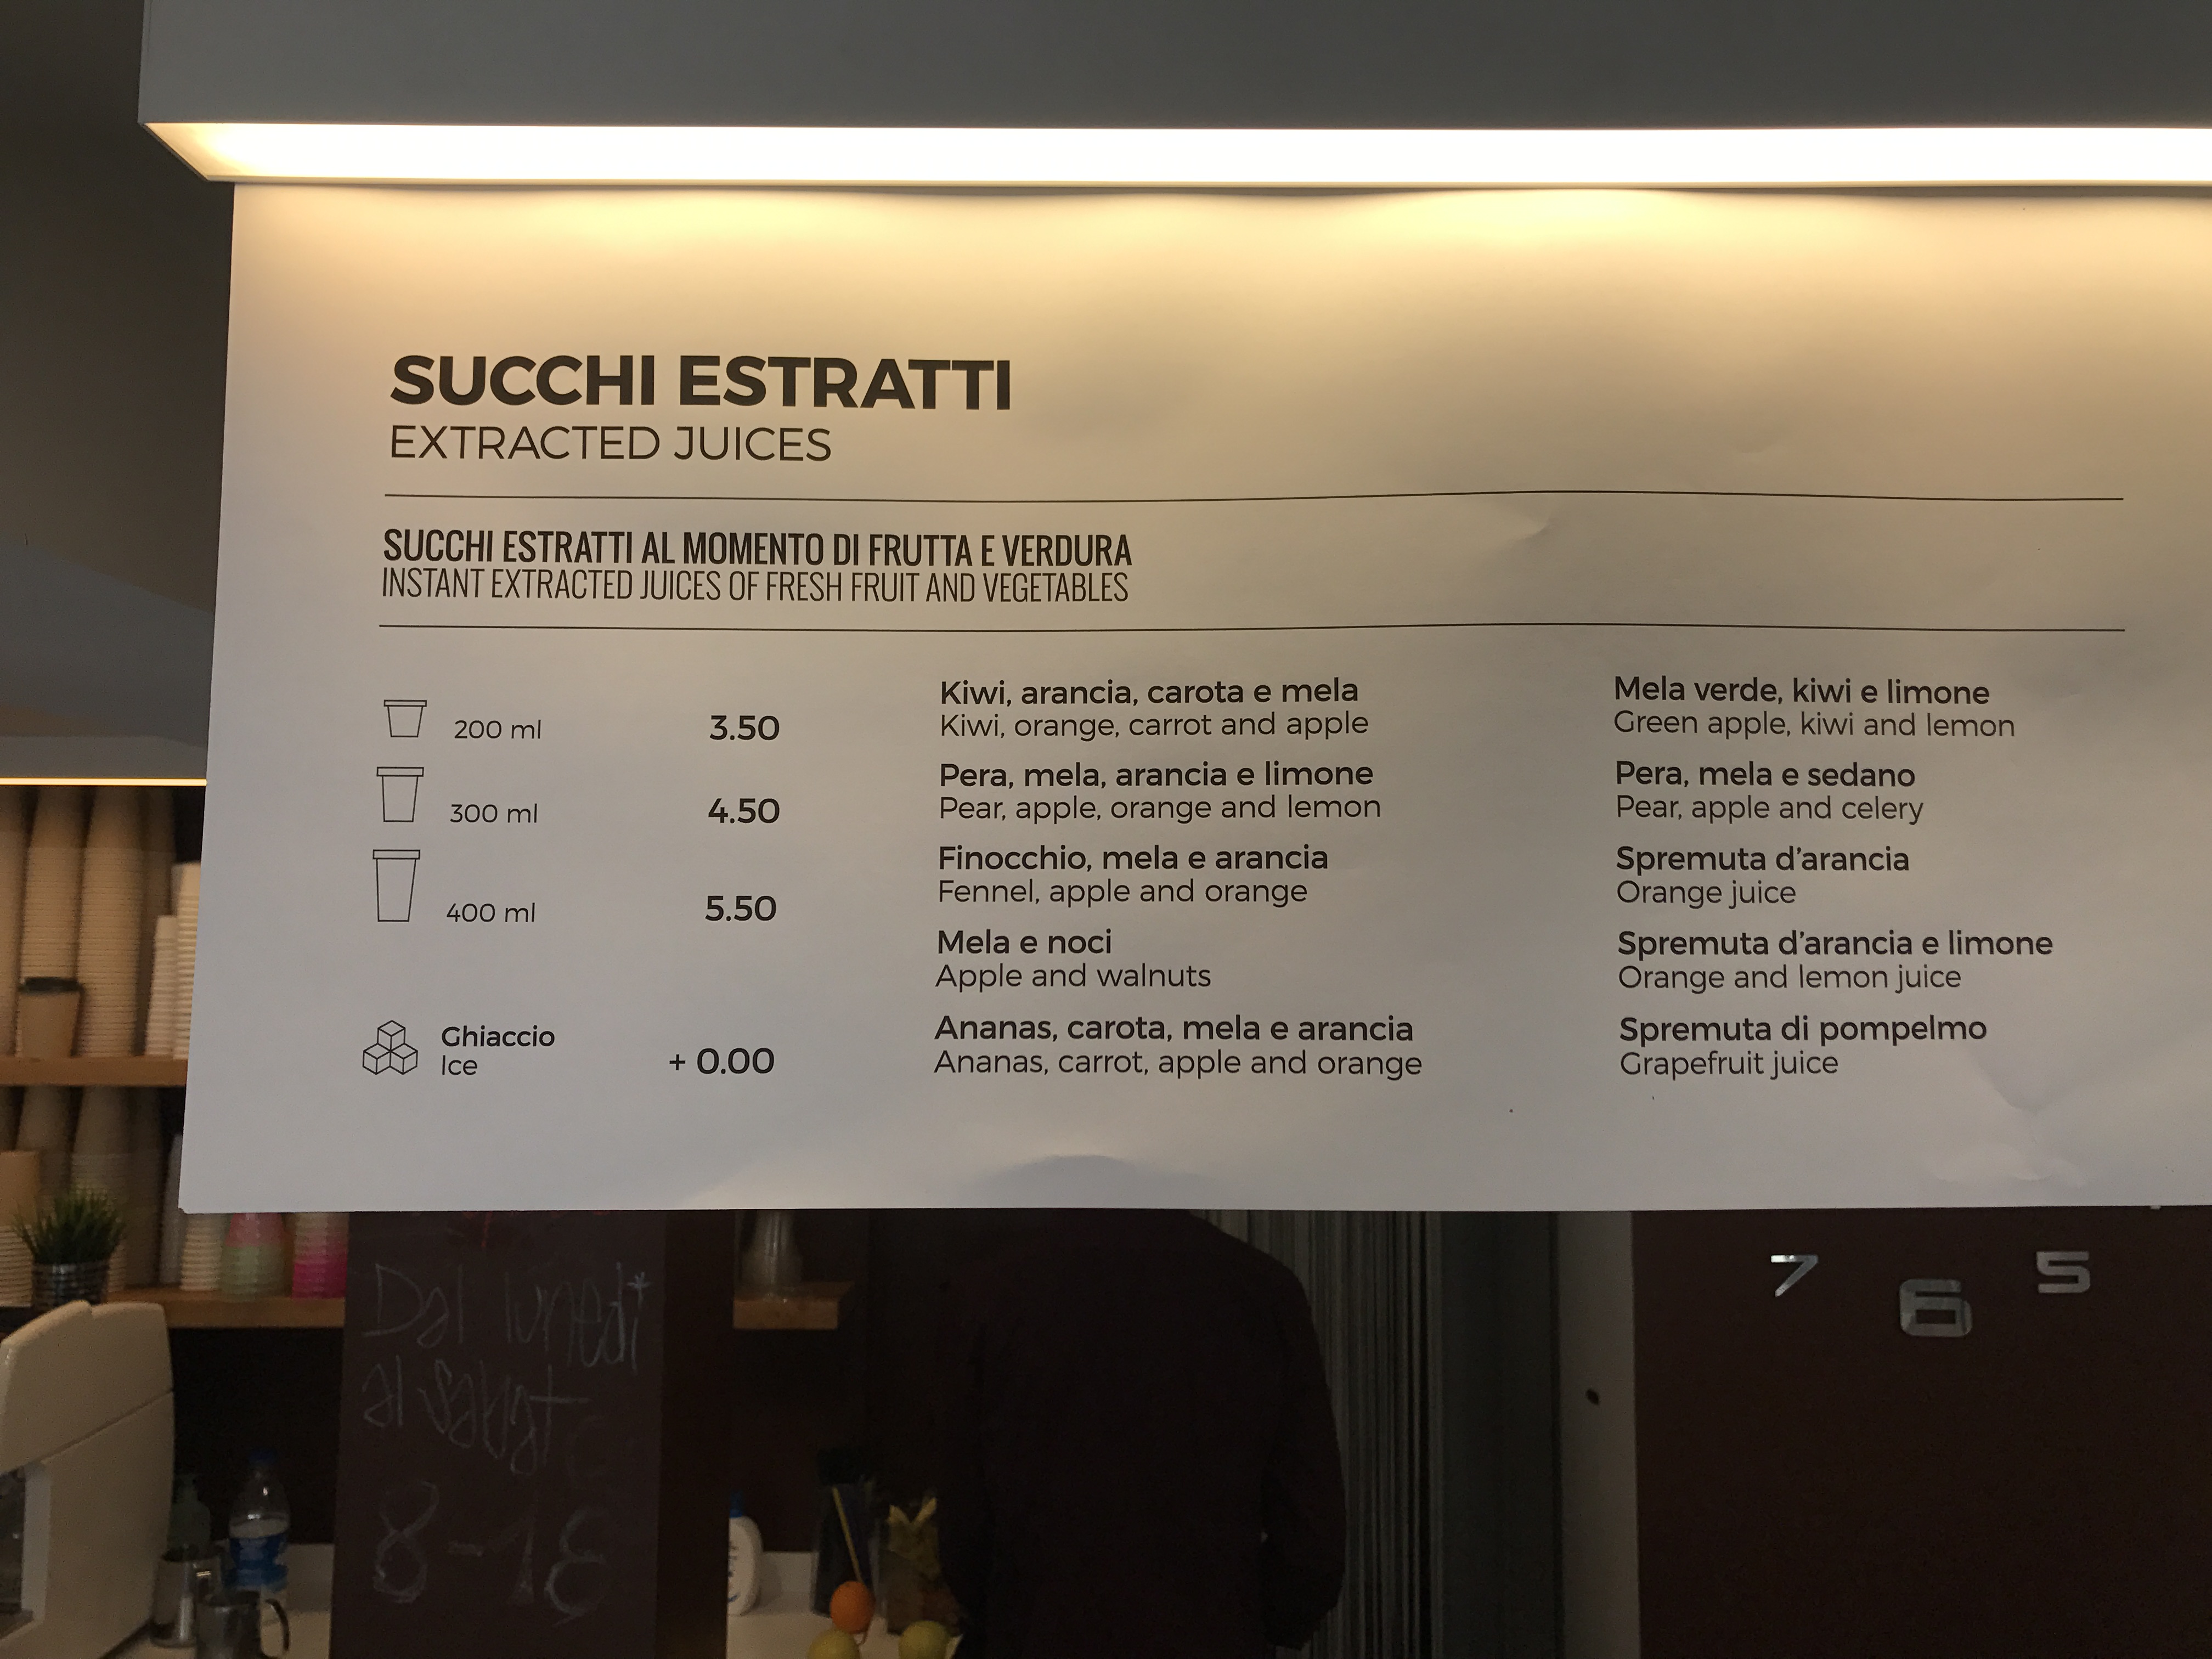 SUCCHI ESTRATTI
EXTRACTED JUICES
SUCCHI ESTRATTI AL MOMENTO DI FRUTTA E VERDURA
INSTANT EXTRACTED JUICES OF FRESH FRUIT AND VEGETABLES
200 ml 3.50
300 ml 4.50
400 ml 5.50
Ghiaccio
Ice
+ 0.00
Kiwi, arancia, carota e mela
Kiwi, orange, carrot and apple
Pera, mela, arancia e limone
Pear, apple, orange and lemon
Finocchio, mela e arancia
Fennel, apple and orange
Mela e noci
Apple and walnuts
Ananas, carota, mela e arancia
Ananas, carrot, apple and orange
Mela verde, kiwi e limone
Green apple, kiwi and lemon
Pera, mela e sedano
Pear, apple and celery
Spremuta d'arancia
Orange juice
Spremuta d'arancia e limone
Orange and lemon juice
Spremuta di pompelmo
Grapefruit juice
Dal lunedì*
al
7 6 5